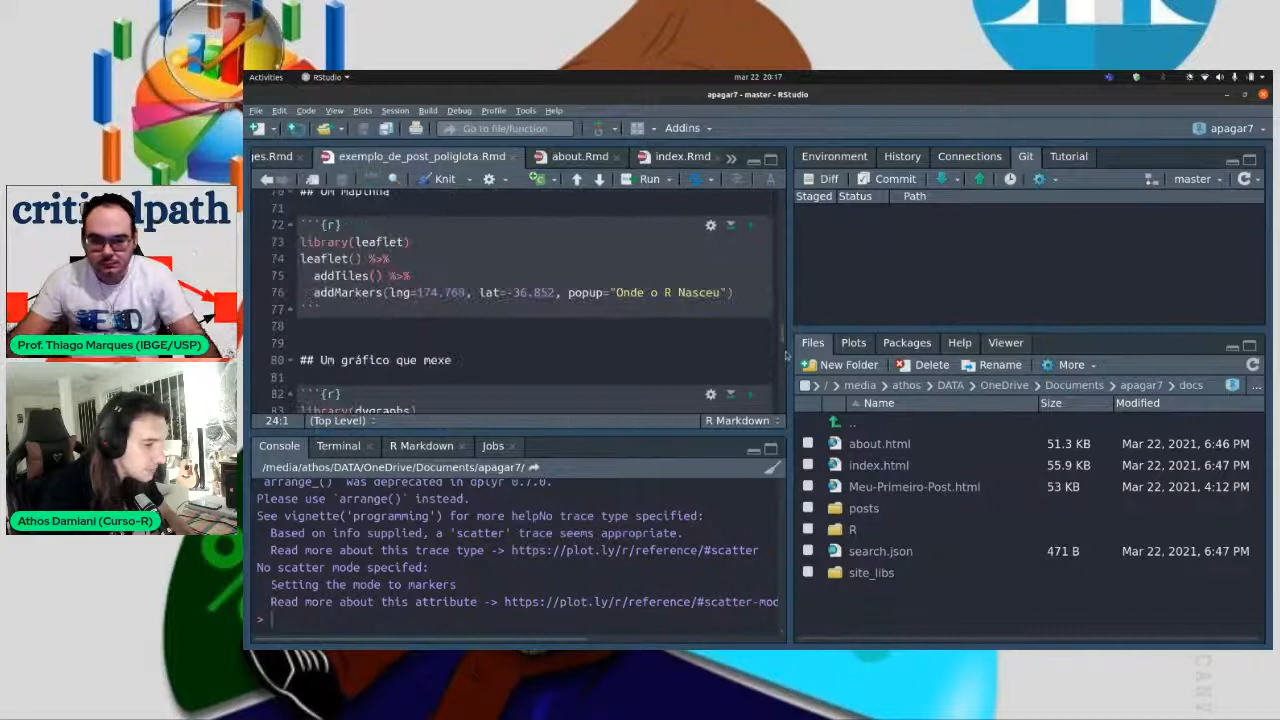 Activities RStudio mar 22 20:17
apagar7 - master - RStudio
File Edit Code View Plots Session Build Debug Profile Tools Help
Go to file/function Addins apagar7
es.Rmd exemplo_de_post_poliglota.Rmd about.Rmd index.Rmd
Knit Run
70 ## Um mapinha
71
72 ```{r}
73 library(leaflet)
74 leaflet() %>%
75 addTiles() %>%
76 addMarkers(lng=174.768, lat=-36.852, popup="Onde o R Nasceu")
77 ```
78
79
80 ## Um gráfico que mexe
81
82 ```{r}
83 library(dygraphs)
24:1 (Top Level) R Markdown
Console Terminal R Markdown Jobs
/media/athos/DATA/OneDrive/Documents/apagar7/
`arrange_()` was deprecated in dplyr 0.7.0.
Please use `arrange()` instead.
See vignette('programming') for more helpNo trace type specified:
Based on info supplied, a 'scatter' trace seems appropriate.
Read more about this trace type -> https://plot.ly/r/reference/#scatter
No scatter mode specifed:
Setting the mode to markers
Read more about this attribute -> https://plot.ly/r/reference/#scatter-mod
>
Environment History Connections Git Tutorial
Diff Commit master
Staged Status Path
Files Plots Packages Help Viewer
New Folder Delete Rename More
/ media athos DATA OneDrive Documents apagar7 docs ...
Name Size Modified
..
about.html 51.3 KB Mar 22, 2021, 6:46 PM
index.html 55.9 KB Mar 22, 2021, 6:47 PM
Meu-Primeiro-Post.html 53 KB Mar 22, 2021, 4:12 PM
posts
R
search.json 471 B Mar 22, 2021, 6:47 PM
site_libs
Prof. Thiago Marques (IBGE/USP)
Athos Damiani (Curso-R)